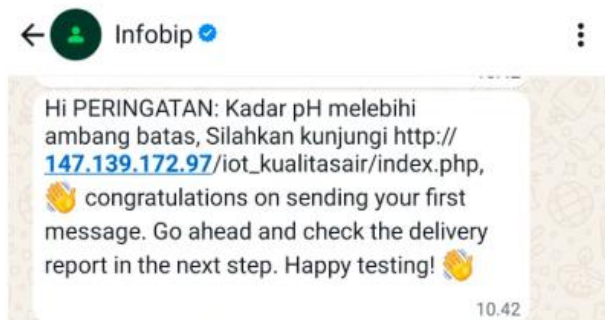 Infobip
Hi PERINGATAN: Kadar pH melebihi
ambang batas, Silahkan kunjungi http://
147.139.172.97/iot_kualitasair/index.php,
👋 congratulations on sending your first
message. Go ahead and check the delivery
report in the next step. Happy testing! 👋
10.42